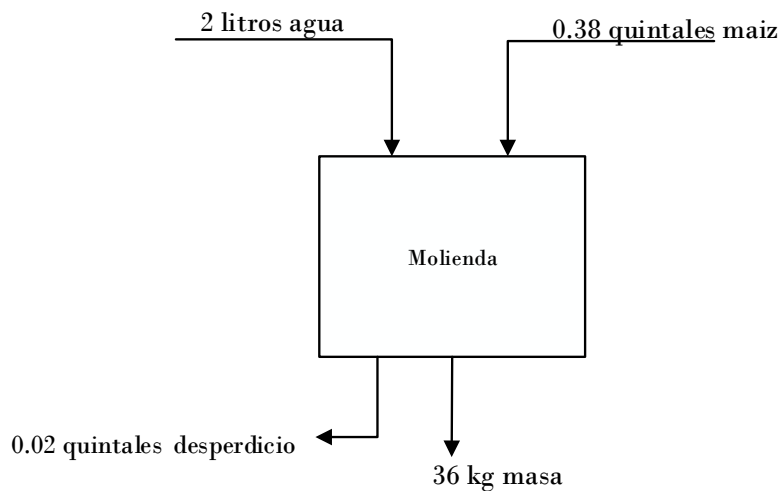 2 litros agua
0.38 quintales maiz
Molienda
0.02 quintales desperdicio
36 kg masa